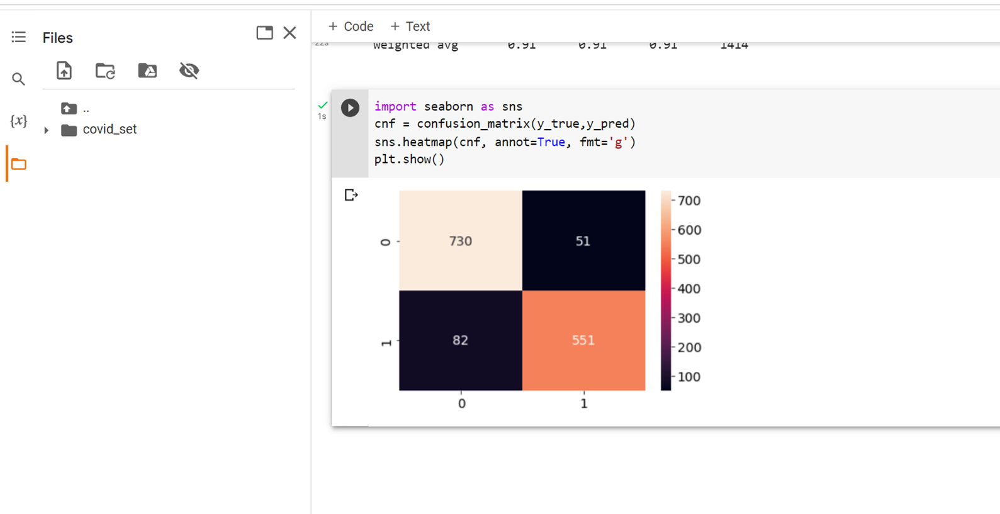 Files
..
covid_set
{x}
+ Code + Text
22s
weighted avg 0.91 0.91 0.91 1414
1s
import seaborn as sns
cnf = confusion_matrix(y_true,y_pred)
sns.heatmap(cnf, annot=True, fmt='g')
plt.show()
0
730
51
1
82
551
0
1
700
600
500
400
300
200
100